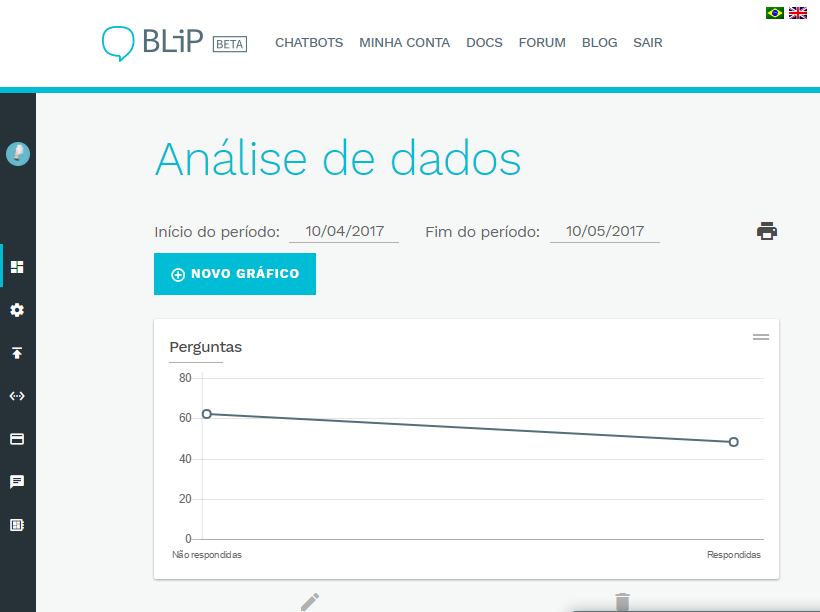 BLiP BETA CHATBOTS MINHA CONTA DOCS FORUM BLOG SAIR
Análise de dados
Início do período: 10/04/2017 Fim do período: 10/05/2017
NOVO GRÁFICO
Perguntas
80
60
40
20
0
Não respondidas Respondidas